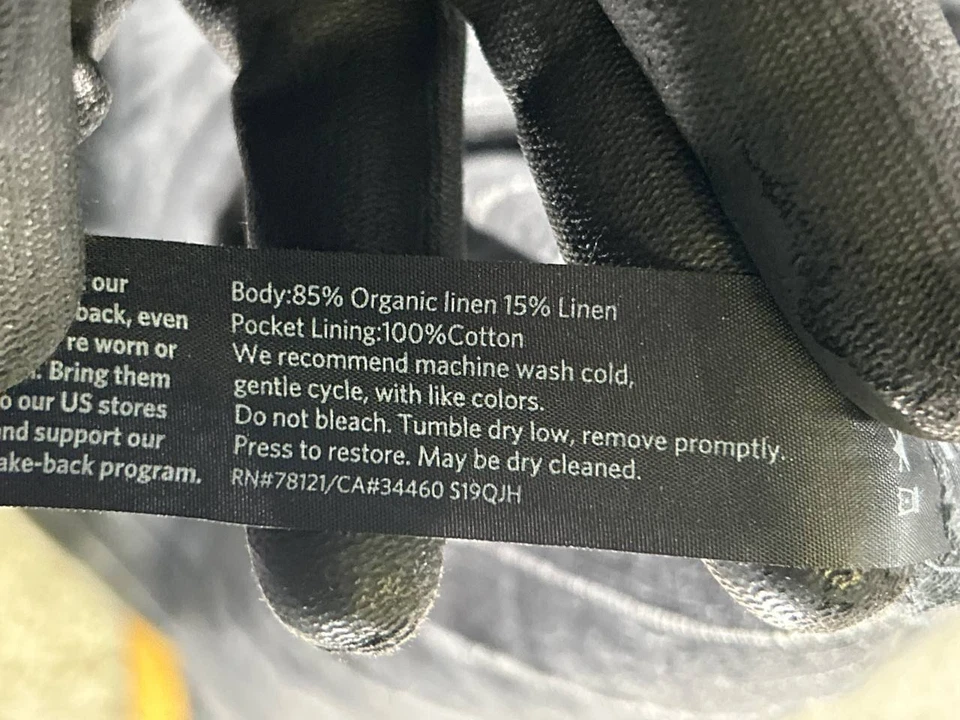 our
back, even
re worn or
Bring them
o our US stores
nd support our
ake-back program.
Body:85% Organic linen 15% Linen
Pocket Lining:100%Cotton
We recommend machine wash cold,
gentle cycle, with like colors.
Do not bleach. Tumble dry low, remove promptly.
Press to restore. May be dry cleaned.
RN#78121/CA#34460 S19QJH